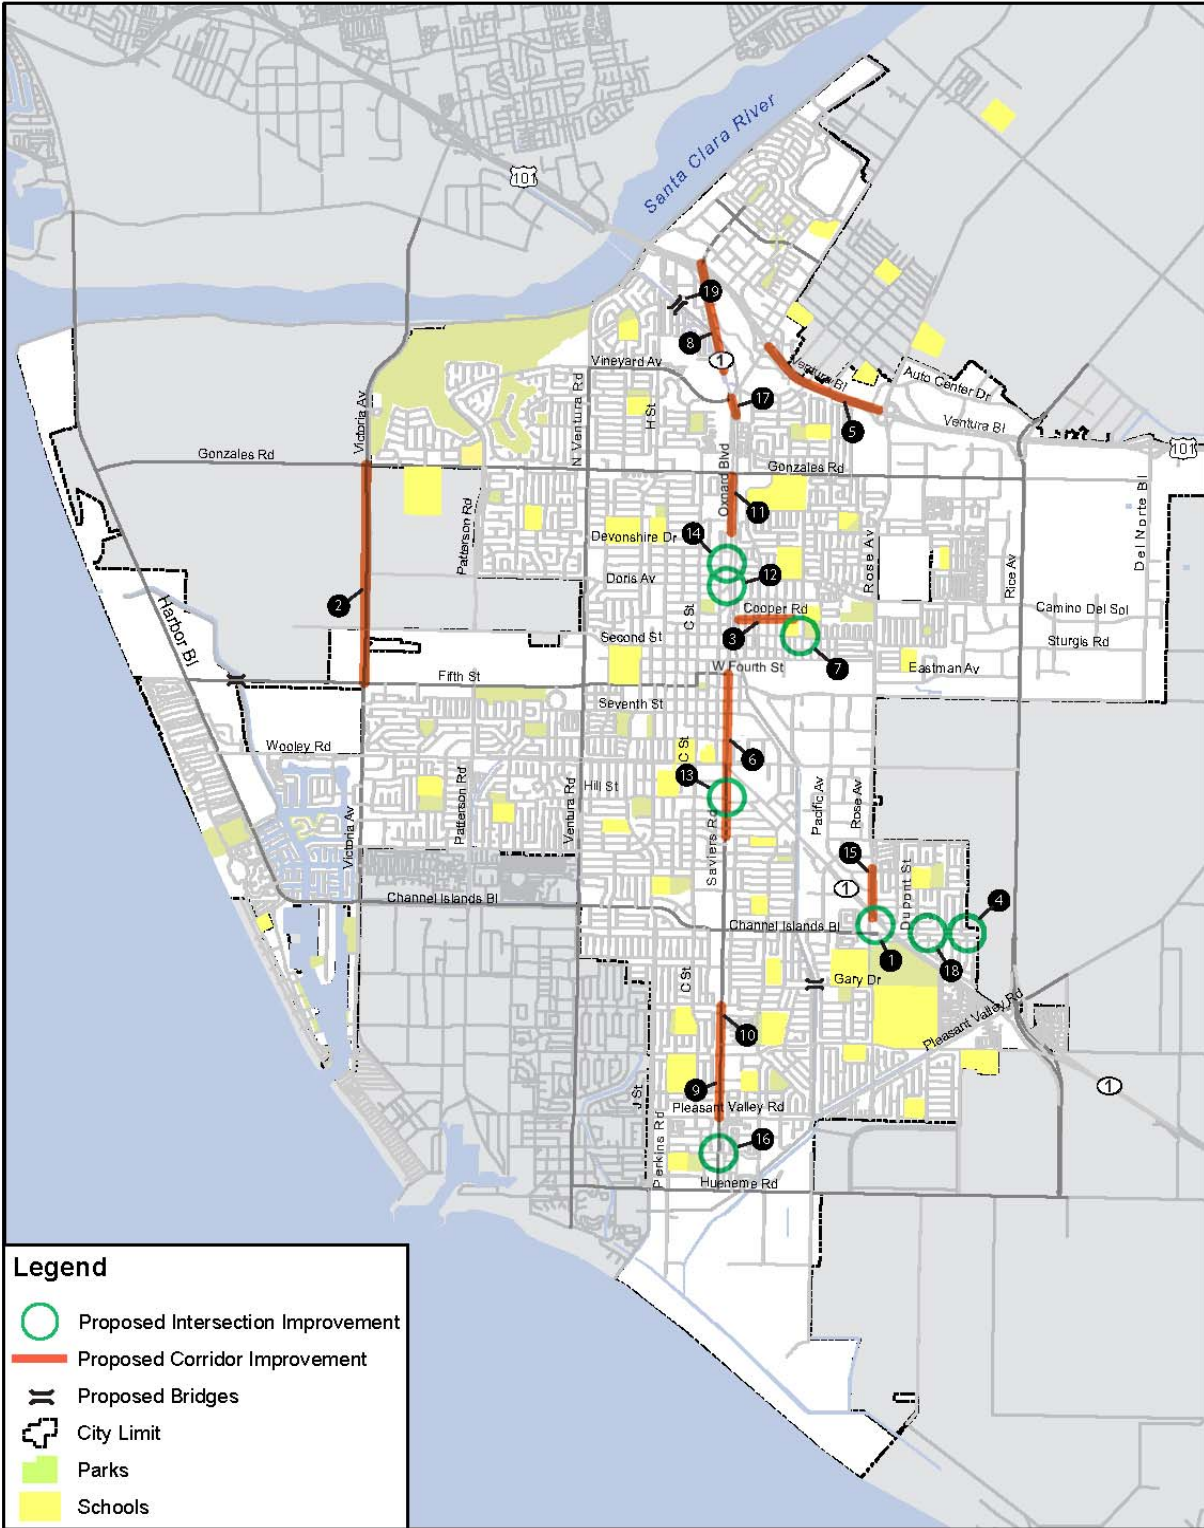 101
Santa Clara River
19
8
1
Vineyard Av
N Ventura Rd
H St
17
Ventura Bl
Auto Center Dr
5
Ventura Bl
101
Victoria Av
Gonzales Rd
Oxnard Blvd
Gonzales Rd
Patterson Rd
11
Devonshire Dr
14
Rose Av
Rice Av
Del Norte Bl
Doris Av
12
2
C St
Cooper Rd
Camino Del Sol
Harbor Bl
Second St
3
Sturgis Rd
7
W Fourth St
Eastman Av
Fifth St
Seventh St
Wooley Rd
C St
6
13
Hill St
Victoria Av
Patterson Rd
Ventura Rd
Pacific Av
Rose Av
Saviers Rd
15
1
Dupont St
Channel Islands Bl
Channel Islands Bl
4
1
18
C St
Gary Dr
10
Pleasant Valley Rd
9
1
J St
Perkins Rd
Pleasant Valley Rd
16
Hueneme Rd
Legend
Proposed Intersection Improvement
Proposed Corridor Improvement
Proposed Bridges
City Limit
Parks
Schools